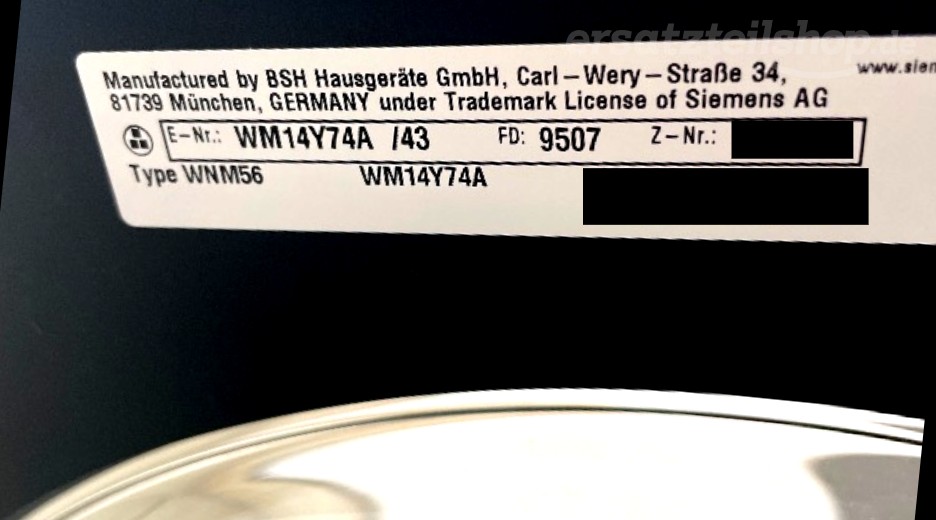 ersatzteilshop.de
Manufactured by BSH Hausgeräte GmbH, Carl–Wery–Straße 34,
81739 München, GERMANY under Trademark License of Siemens AG
E–Nr.: WM14Y74A /43 FD: 9507 Z–Nr.:
Type WNM56 WM14Y74A